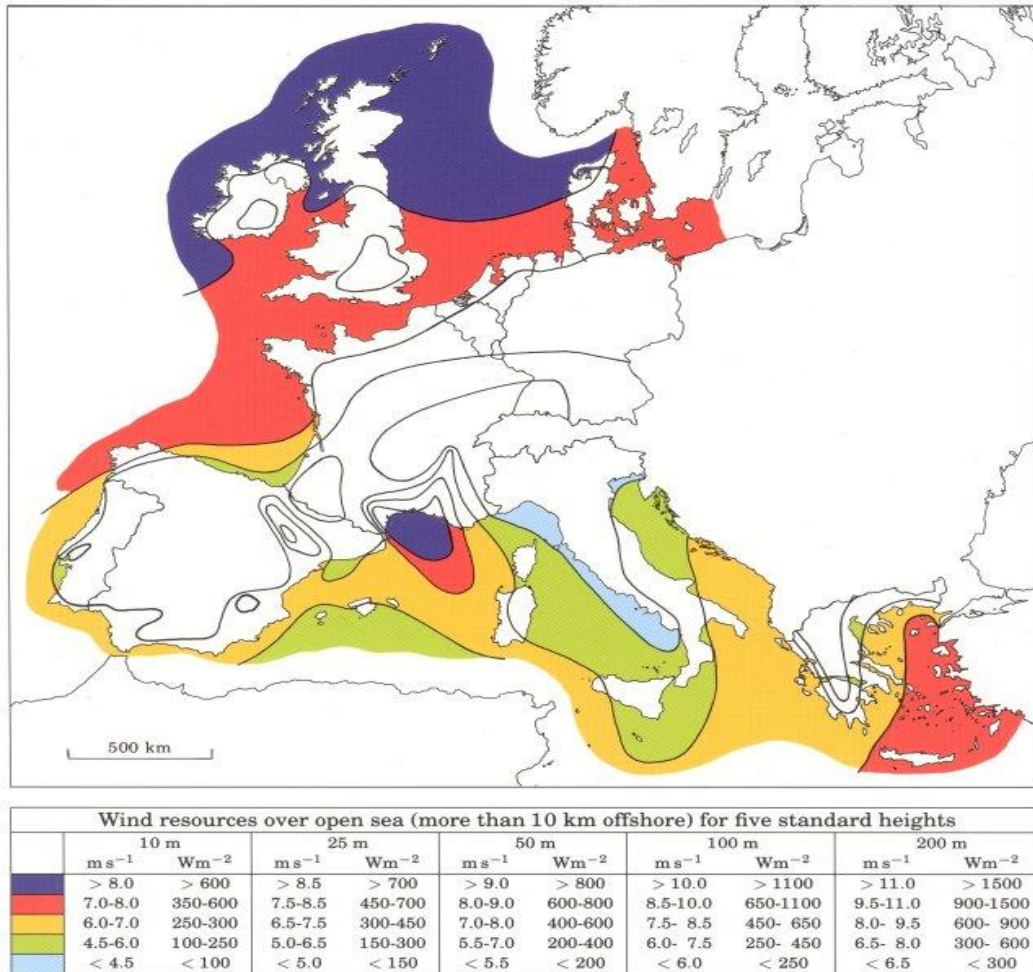 500 km
Wind resources over open sea (more than 10 km offshore) for five standard heights
10 m 25 m 50 m 100 m 200 m
m s⁻¹ Wm⁻² m s⁻¹ Wm⁻² m s⁻¹ Wm⁻² m s⁻¹ Wm⁻² m s⁻¹ Wm⁻²
> 8.0 > 600 > 8.5 > 700 > 9.0 > 800 > 10.0 > 1100 > 11.0 > 1500
7.0-8.0 350-600 7.5-8.5 450-700 8.0-9.0 600-800 8.5-10.0 650-1100 9.5-11.0 900-1500
6.0-7.0 250-300 6.5-7.5 300-450 7.0-8.0 400-600 7.5- 8.5 450- 650 8.0- 9.5 600- 900
4.5-6.0 100-250 5.0-6.5 150-300 5.5-7.0 200-400 6.0- 7.5 250- 450 6.5- 8.0 300- 600
< 4.5 < 100 < 5.0 < 150 < 5.5 < 200 < 6.0 < 250 < 6.5 < 300